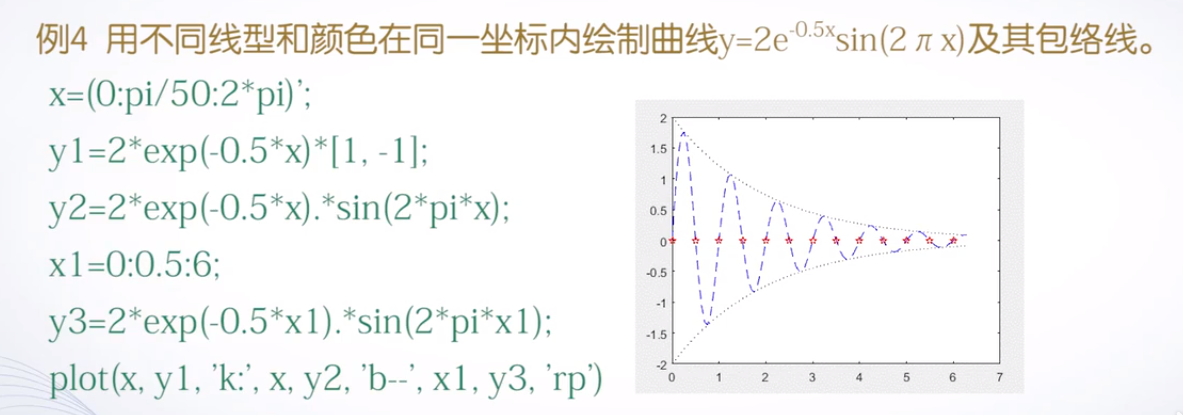 例4 用不同线型和颜色在同一坐标内绘制曲线y=2e-0.5xsin(2πx)及其包络线。
x=(0:pi/50:2*pi)’;
y1=2*exp(-0.5*x)*[1, -1];
y2=2*exp(-0.5*x).*sin(2*pi*x);
x1=0:0.5:6;
y3=2*exp(-0.5*x1).*sin(2*pi*x1);
plot(x, y1, ’k:’, x, y2, ’b--’, x1, y3, ’rp’)
2
1.5
1
0.5
0
-0.5
-1
-1.5
-2
0 1 2 3 4 5 6 7